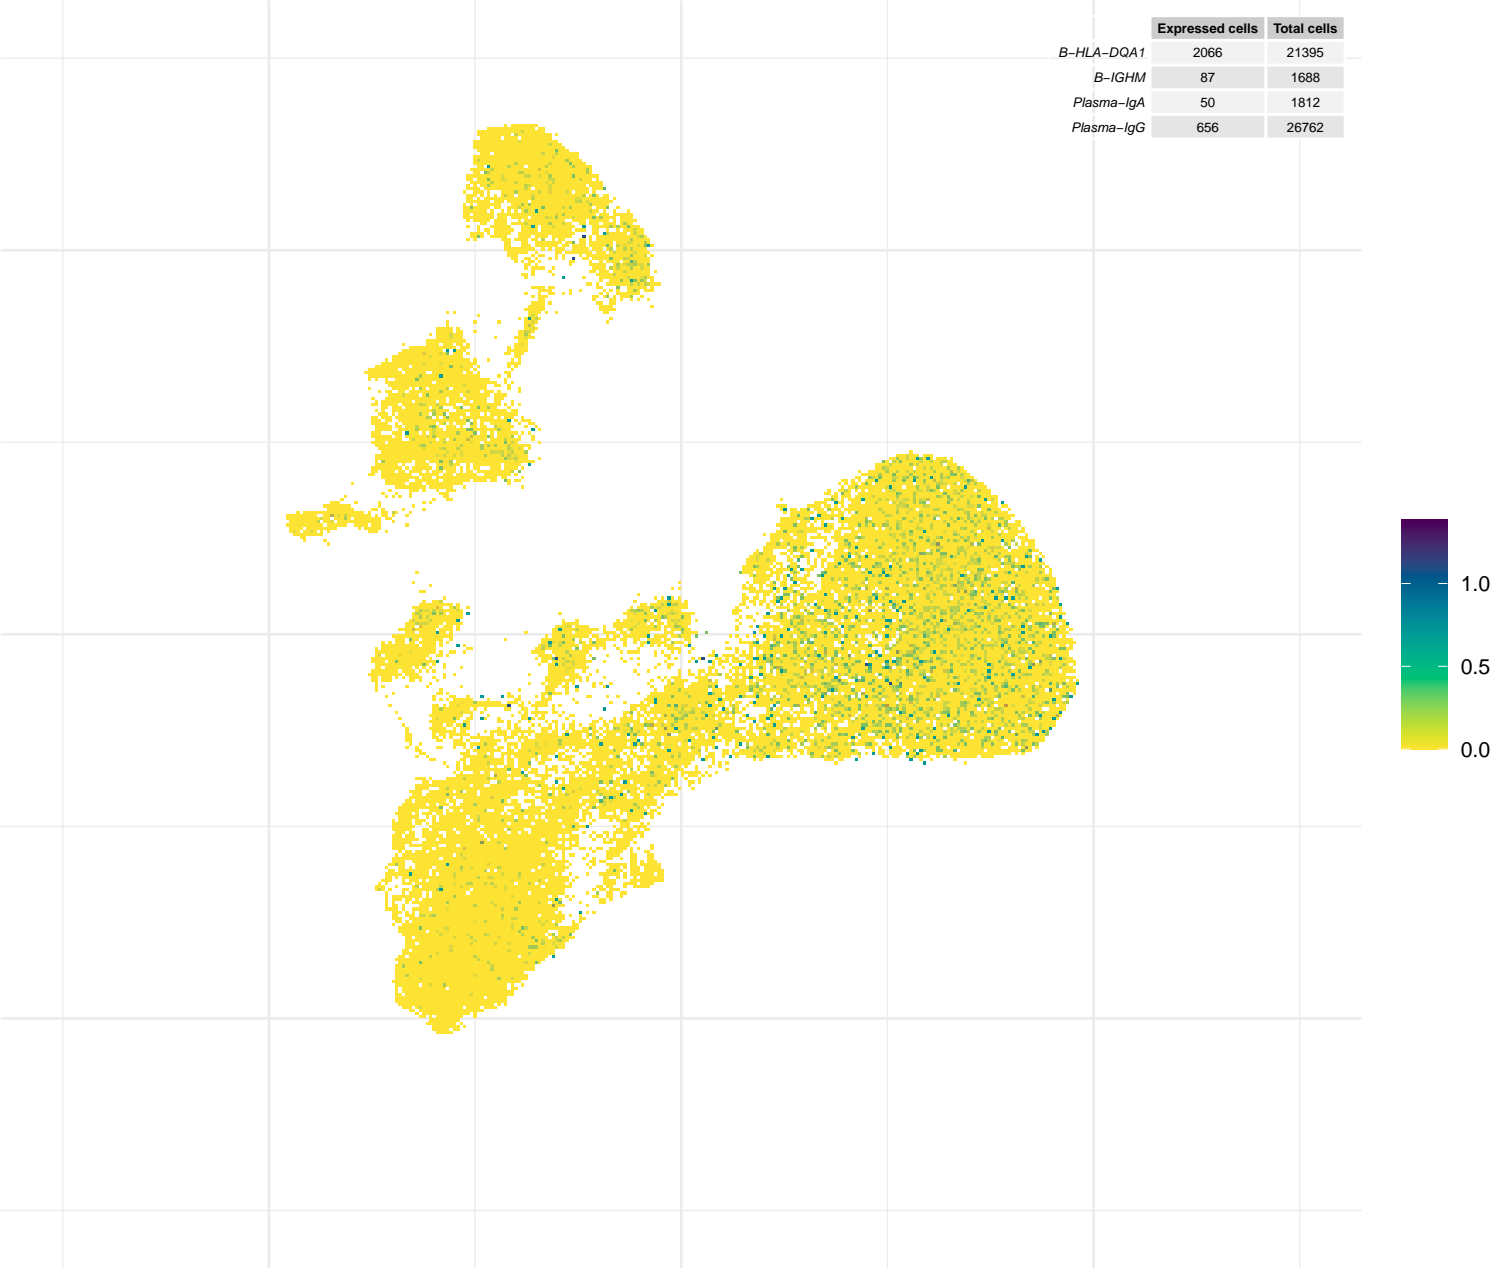 Expressed cells Total cells
B−HLA−DQA1 2066 21395
B−IGHM 87 1688
Plasma−IgA 50 1812
Plasma−IgG 656 26762
1.0
0.5
0.0